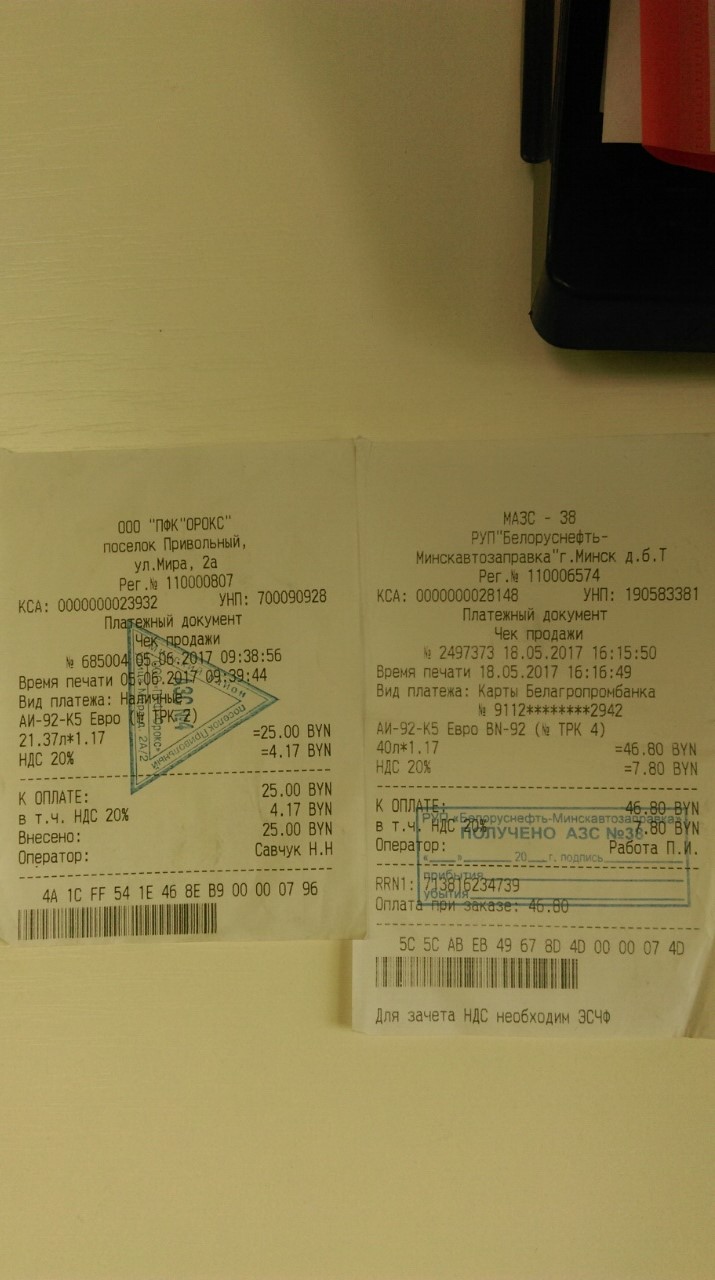 ООО "ПФК"ОРОКС"
поселок Привольный,
ул.Мира, 2а
Рег.№ 110000807
КСА: 0000000023932 УНП: 700090928
Платежный документ
Чек продажи
№ 685004 05.06.2017 09:38:56
Время печати 05.06.2017 09:39:44
Вид платежа: Наличные
АИ-92-К5 Евро (№ ТРК 2)
21.37л*1.17 =25.00 BYN
НДС 20% =4.17 BYN
К ОПЛАТЕ: 25.00 BYN
в т.ч. НДС 20% 4.17 BYN
Внесено: 25.00 BYN
Оператор: Савчук Н.Н
4A 1C FF 54 1E 46 8E B9 00 00 07 96
поселок Привольный
2А/2
МАЗС - 38
РУП"Белоруснефть-
Минскавтозаправка"г.Минск д.б.Т
Рег.№ 110006574
КСА: 0000000028148 УНП: 190583381
Платежный документ
Чек продажи
№ 2497373 18.05.2017 16:15:50
Время печати 18.05.2017 16:16:49
Вид платежа: Карты Белагропромбанка
№ 9112********2942
АИ-92-К5 Евро BN-92 (№ ТРК 4)
40л*1.17 =46.80 BYN
НДС 20% =7.80 BYN
К ОПЛАТЕ: 46.80 BYN
в т.ч. НДС 20% 7.80 BYN
Оператор: Работа П.И.
RRN1: 713816234739
Оплата при заказе: 46.80
5C 5C AB EB 49 67 8D 4D 00 00 07 4D
Для зачета НДС необходим ЭСЧФ
РУП «Белоруснефть-Минскавтозаправка»
ПОЛУЧЕНО АЗС №38
«___»______ 20___г. подпись
прибытия
убытия